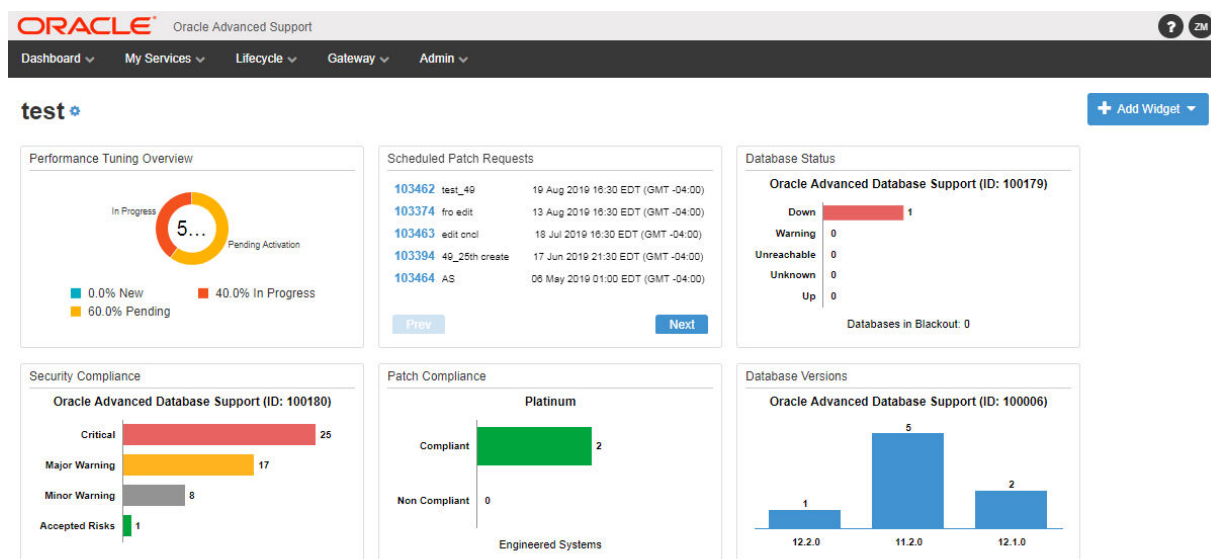 ORACLE Oracle Advanced Support ? ZM
Dashboard My Services Lifecycle Gateway Admin
test
Add Widget
Performance Tuning Overview
In Progress
5...
Pending Activation
0.0% New 40.0% In Progress
60.0% Pending
Scheduled Patch Requests
103462 test_49 19 Aug 2019 16:30 EDT (GMT -04:00)
103374 fro edit 13 Aug 2019 16:30 EDT (GMT -04:00)
103463 edit cncl 18 Jul 2019 16:30 EDT (GMT -04:00)
103394 49_25th create 17 Jun 2019 21:30 EDT (GMT -04:00)
103464 AS 06 May 2019 01:00 EDT (GMT -04:00)
Prev Next
Database Status
Oracle Advanced Database Support (ID: 100179)
Down 1
Warning 0
Unreachable 0
Unknown 0
Up 0
Databases in Blackout: 0
Security Compliance
Oracle Advanced Database Support (ID: 100180)
Critical 25
Major Warning 17
Minor Warning 8
Accepted Risks 1
Patch Compliance
Platinum
Compliant 2
Non Compliant 0
Engineered Systems
Database Versions
Oracle Advanced Database Support (ID: 100006)
1 5 2
12.2.0 11.2.0 12.1.0